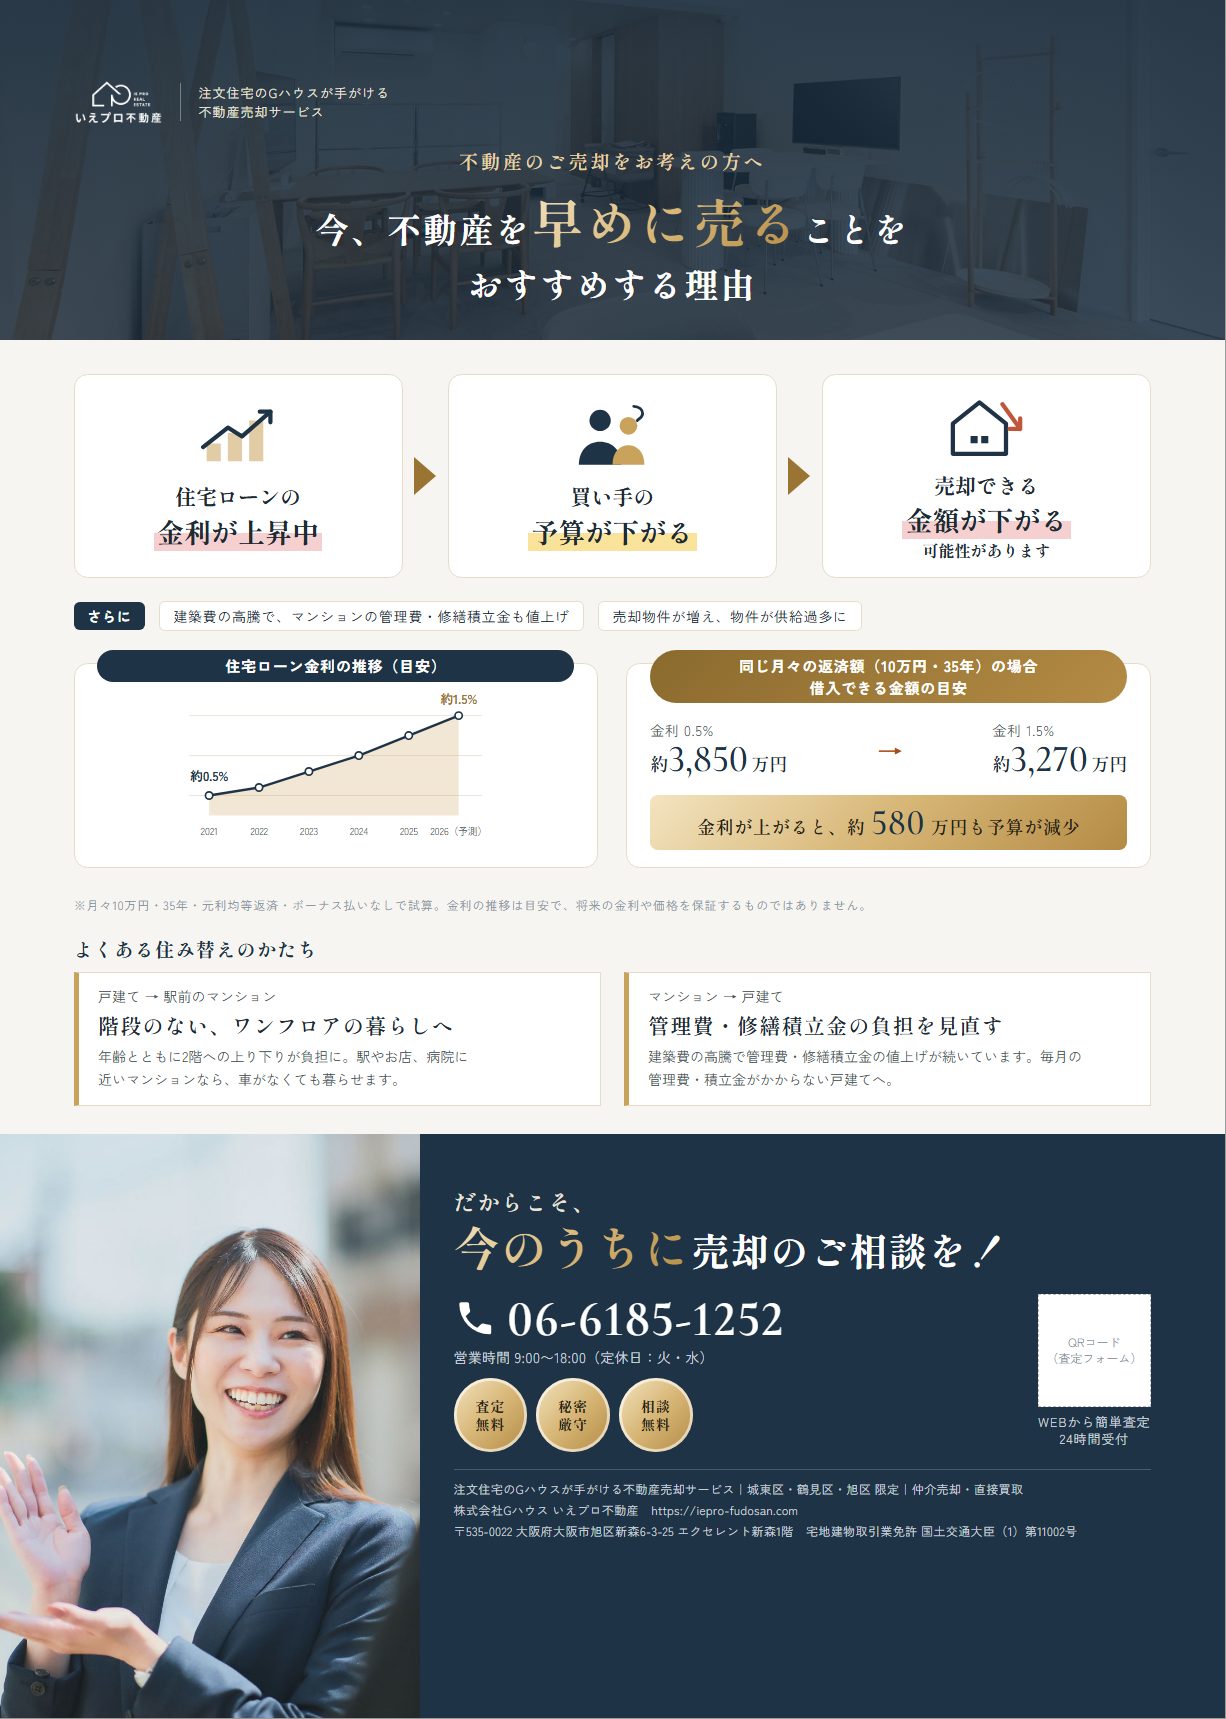 IE PRO
REAL
ESTATE
いえプロ不動産
注文住宅のGハウスが手がける
不動産売却サービス
不動産のご売却をお考えの方へ
今、不動産を早めに売ることを
おすすめする理由
住宅ローンの
金利が上昇中
買い手の
予算が下がる
売却できる
金額が下がる
可能性があります
さらに
建築費の高騰で、マンションの管理費・修繕積立金も値上げ
売却物件が増え、物件が供給過多に
住宅ローン金利の推移（目安）
約1.5%
約0.5%
2021 2022 2023 2024 2025 2026（予測）
同じ月々の返済額（10万円・35年）の場合
借入できる金額の目安
金利 0.5%
約3,850万円
→
金利 1.5%
約3,270万円
金利が上がると、約 580 万円も予算が減少
※月々10万円・35年・元利均等返済・ボーナス払いなしで試算。金利の推移は目安で、将来の金利や価格を保証するものではありません。
よくある住み替えのかたち
戸建て → 駅前のマンション
階段のない、ワンフロアの暮らしへ
年齢とともに2階への上り下りが負担に。駅やお店、病院に
近いマンションなら、車がなくても暮らせます。
マンション → 戸建て
管理費・修繕積立金の負担を見直す
建築費の高騰で管理費・修繕積立金の値上げが続いています。毎月の
管理費・積立金がかからない戸建てへ。
だからこそ、
今のうちに売却のご相談を！
06-6185-1252
営業時間 9:00〜18:00（定休日：火・水）
査定
無料
秘密
厳守
相談
無料
QRコード
（査定フォーム）
WEBから簡単査定
24時間受付
注文住宅のGハウスが手がける不動産売却サービス｜城東区・鶴見区・旭区 限定｜仲介売却・直接買取
株式会社Gハウス いえプロ不動産　https://iepro-fudosan.com
〒535-0022 大阪府大阪市旭区新森6-3-25 エクセレント新森1階　宅地建物取引業免許 国土交通大臣（1）第11002号